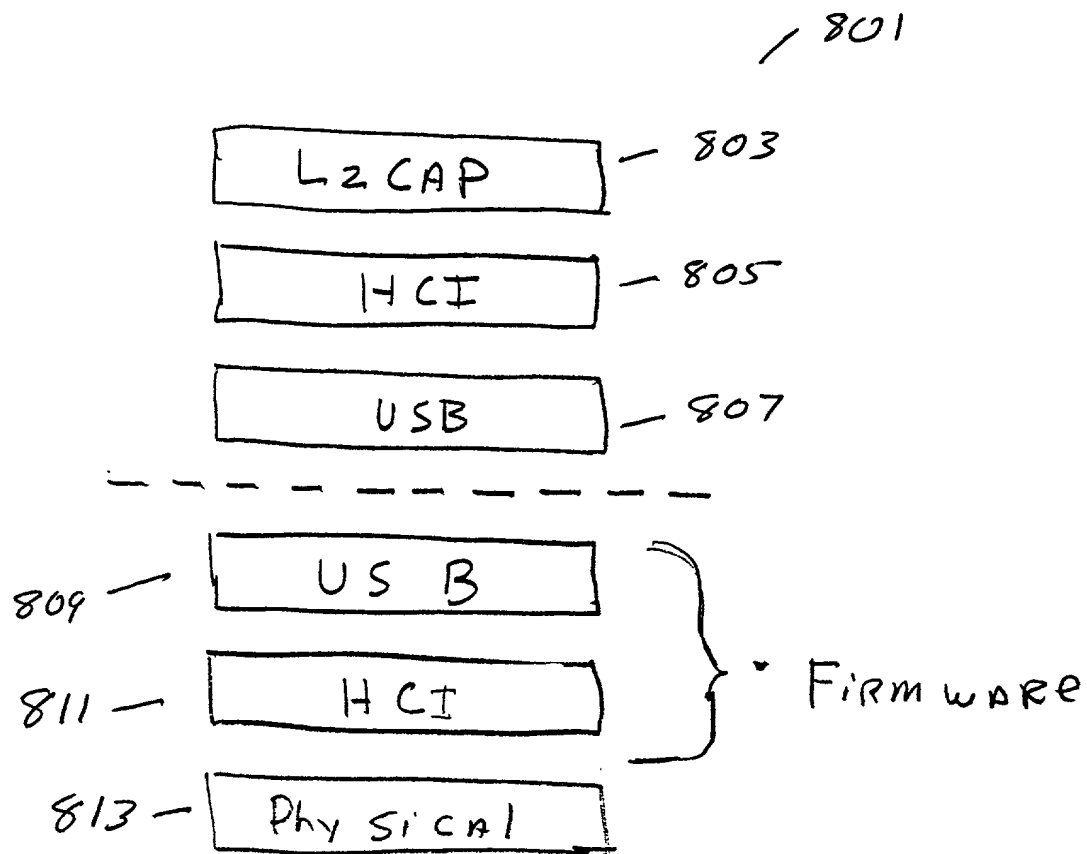 801
L2CAP 803
HCI 805
USB 807
809 USB
811 HCI
FiRmwaRe
813 Physical